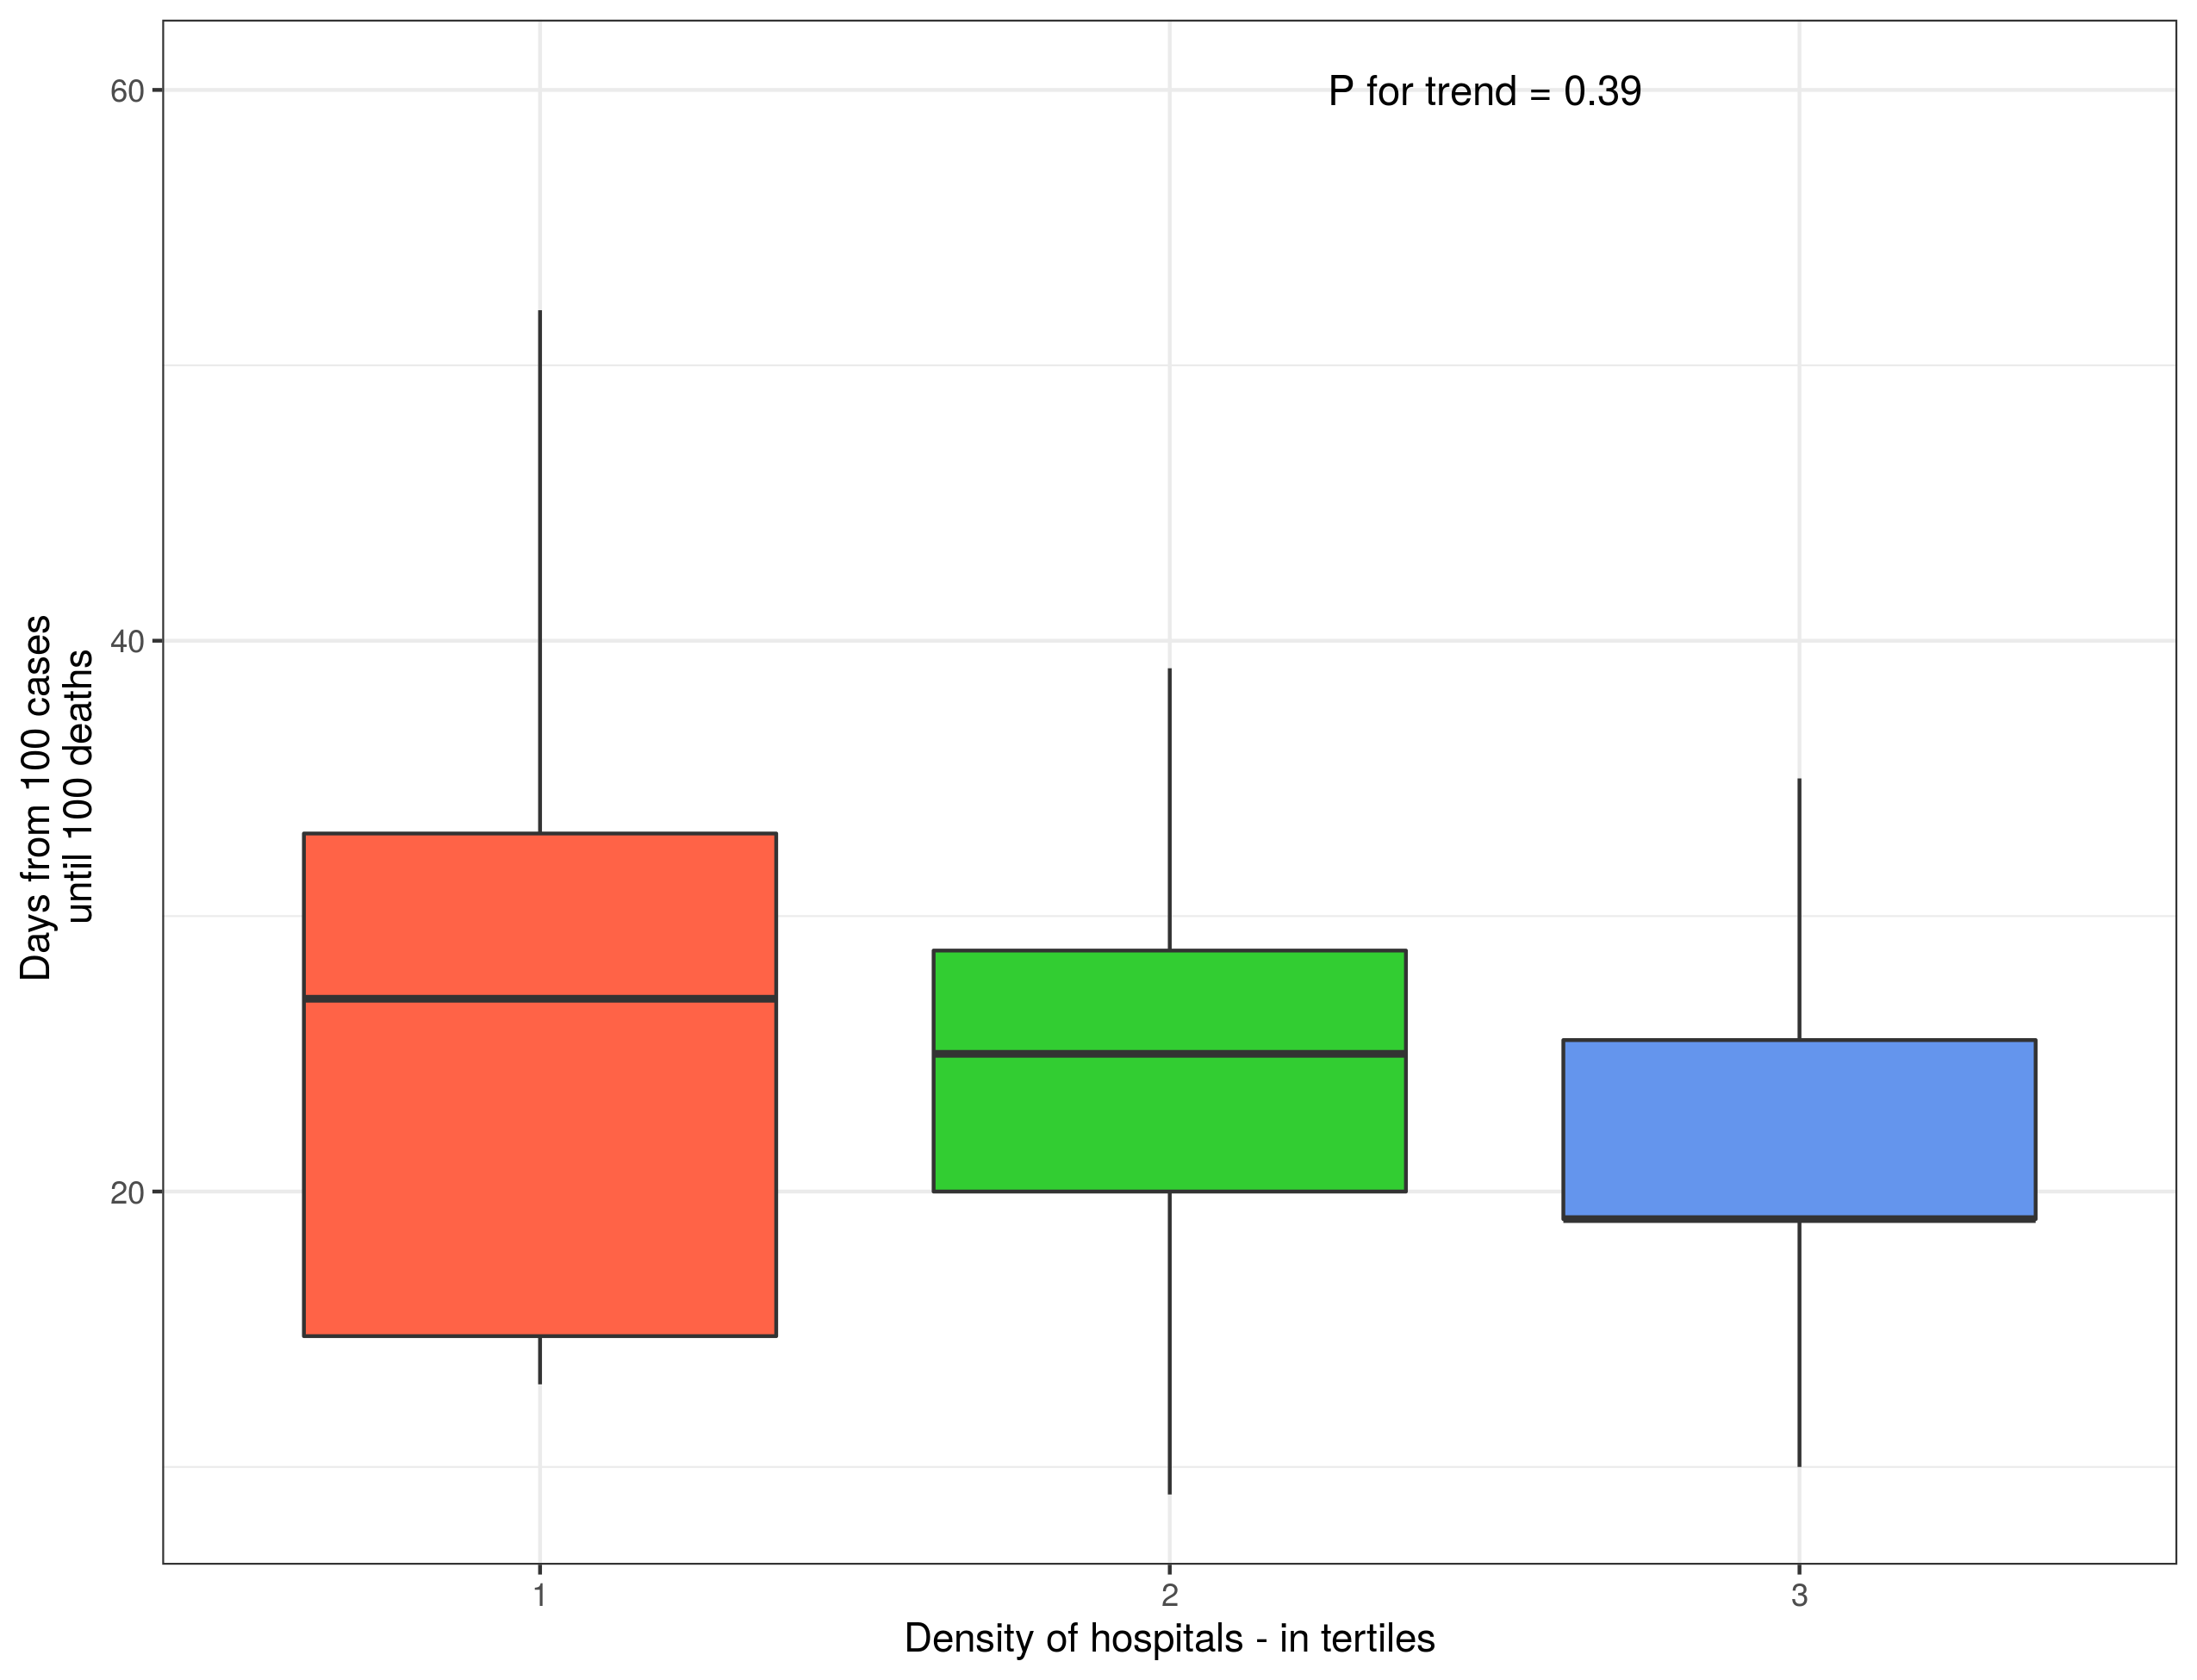 P for trend = 0.39
60
40
20
Days from 100 cases
until 100 deaths
1
2
3
Density of hospitals - in tertiles